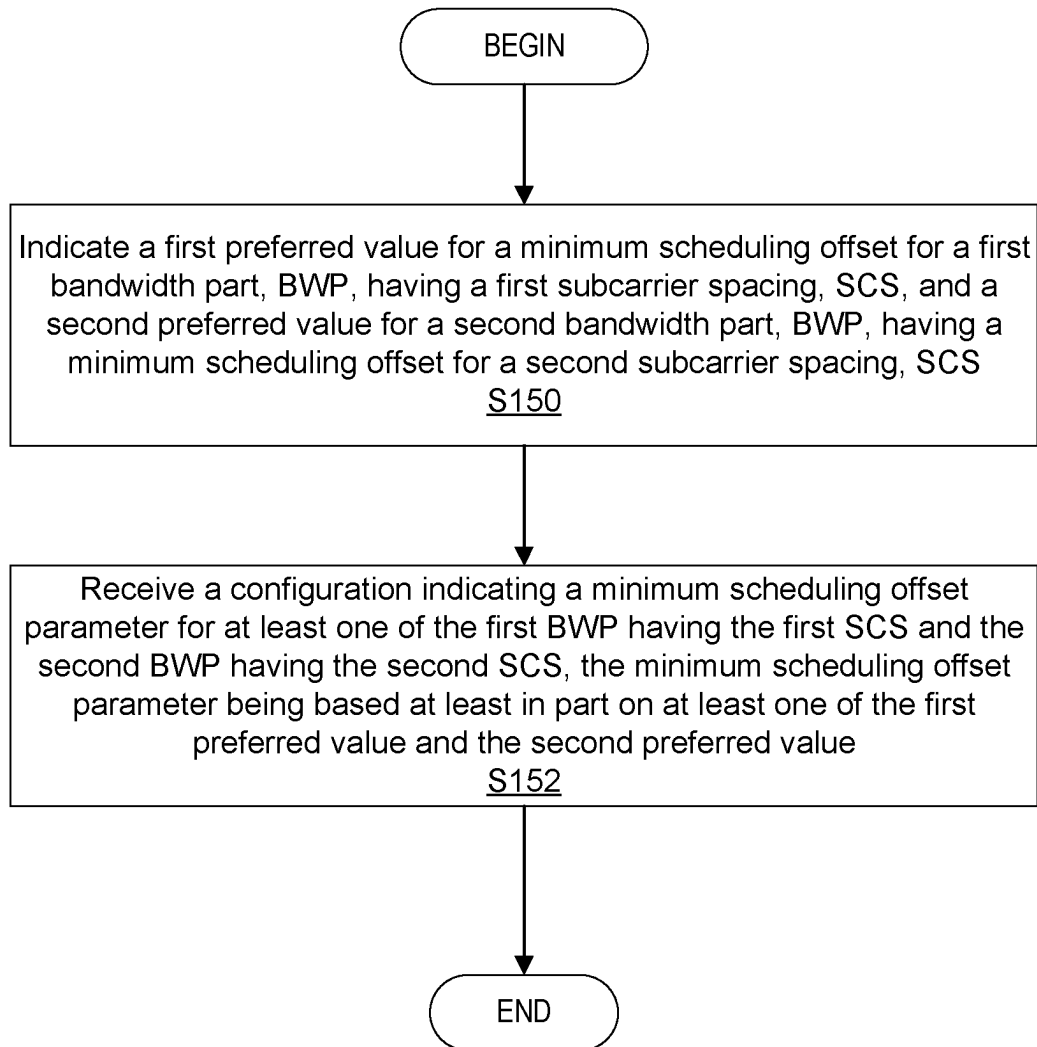 BEGIN
Indicate a first preferred value for a minimum scheduling offset for a first
bandwidth part, BWP, having a first subcarrier spacing, SCS, and a
second preferred value for a second bandwidth part, BWP, having a
minimum scheduling offset for a second subcarrier spacing, SCS
S150
Receive a configuration indicating a minimum scheduling offset
parameter for at least one of the first BWP having the first SCS and the
second BWP having the second SCS, the minimum scheduling offset
parameter being based at least in part on at least one of the first
preferred value and the second preferred value
S152
END